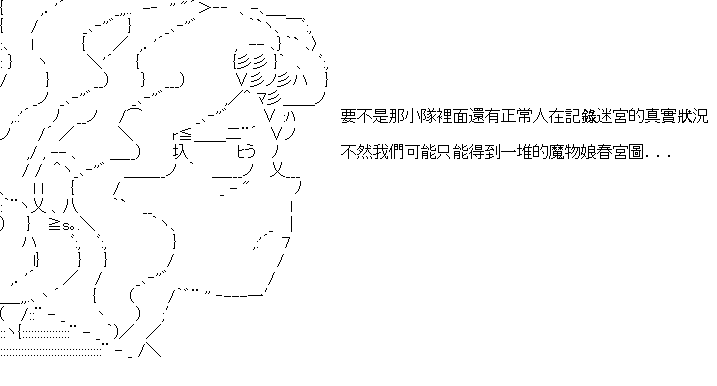 要不是那小隊裡面還有正常人在記錄迷宮的真實狀況
不然我們可能只能得到一堆的魔物娘春宮圖...